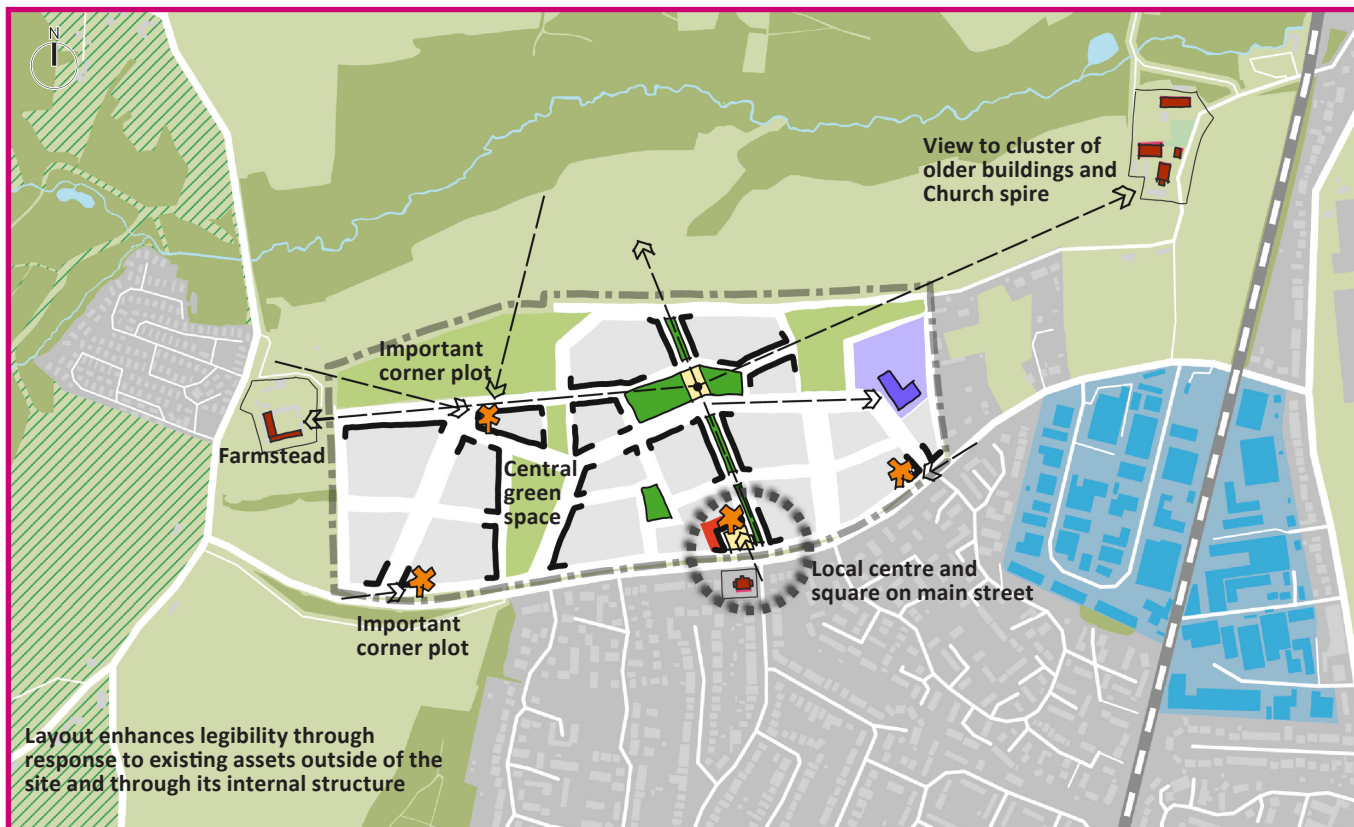 N
View to cluster of
older buildings and
Church spire
Important
corner plot
Farmstead
Central
green
space
Local centre and
square on main street
Important
corner plot
Layout enhances legibility through
response to existing assets outside of the
site and through its internal structure